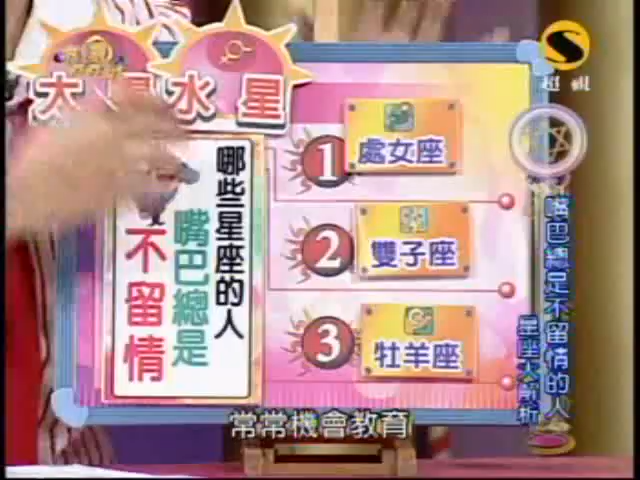 超視
水星
哪些星座的人
嘴巴總是
不留情
1
處女座
2
雙子座
3
牡羊座
嘴巴總是不留情的人
星座大剖析
常常機會教育